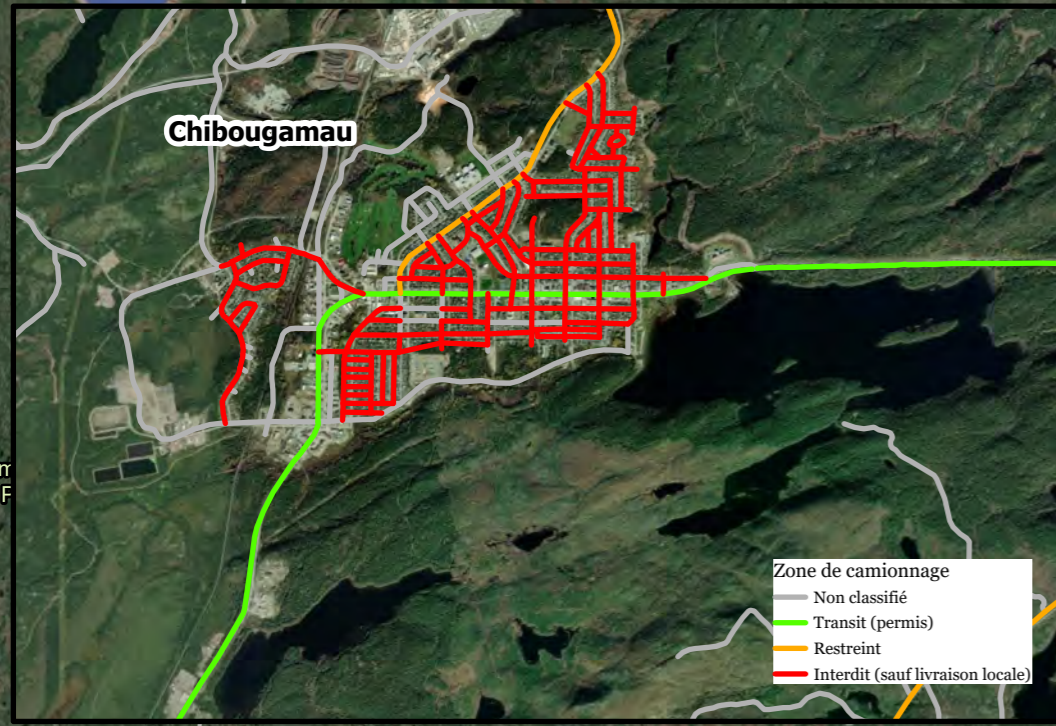 Chibougamau
Zone de camionnage
Non classifié
Transit (permis)
Restreint
Interdit (sauf livraison locale)